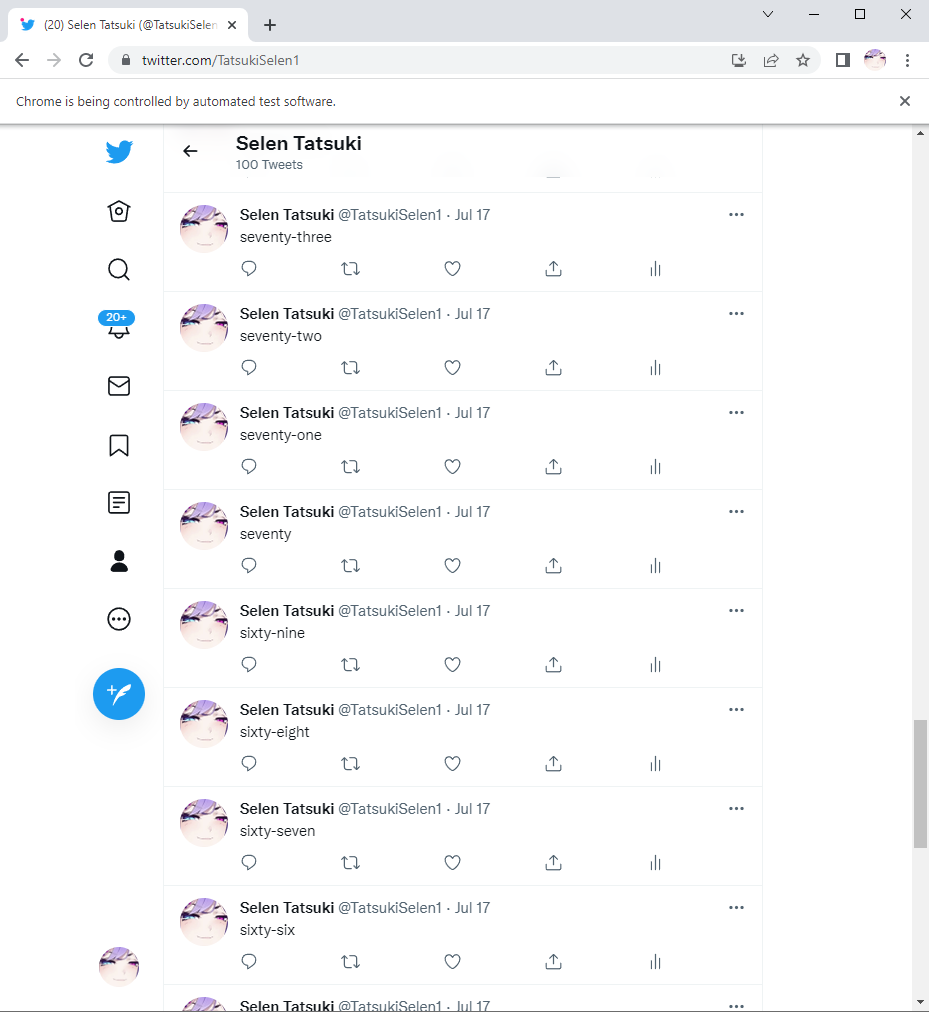 (20) Selen Tatsuki (@TatsukiSelen
twitter.com/TatsukiSelen1
Chrome is being controlled by automated test software.
Selen Tatsuki
100 Tweets
Selen Tatsuki @TatsukiSelen1 · Jul 17
seventy-three
Selen Tatsuki @TatsukiSelen1 · Jul 17
seventy-two
Selen Tatsuki @TatsukiSelen1 · Jul 17
seventy-one
Selen Tatsuki @TatsukiSelen1 · Jul 17
seventy
Selen Tatsuki @TatsukiSelen1 · Jul 17
sixty-nine
Selen Tatsuki @TatsukiSelen1 · Jul 17
sixty-eight
Selen Tatsuki @TatsukiSelen1 · Jul 17
sixty-seven
Selen Tatsuki @TatsukiSelen1 · Jul 17
sixty-six
Selen Tatsuki @TatsukiSelen1 · Jul 17
20+